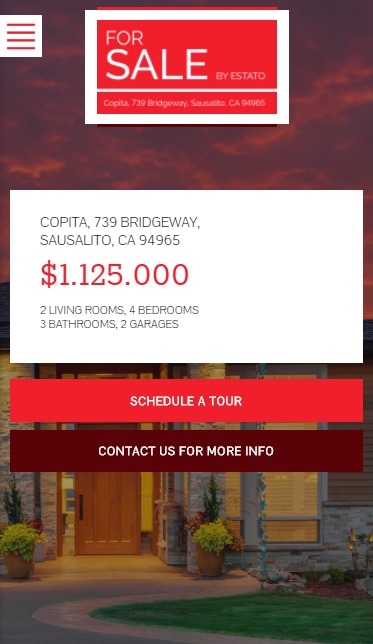 FOR
SALE BY ESTATO
Copita, 739 Bridgeway, Sausalito, CA 94965
COPITA, 739 BRIDGEWAY,
SAUSALITO, CA 94965
$1.125.000
2 LIVING ROOMS, 4 BEDROOMS
3 BATHROOMS, 2 GARAGES
SCHEDULE A TOUR
CONTACT US FOR MORE INFO